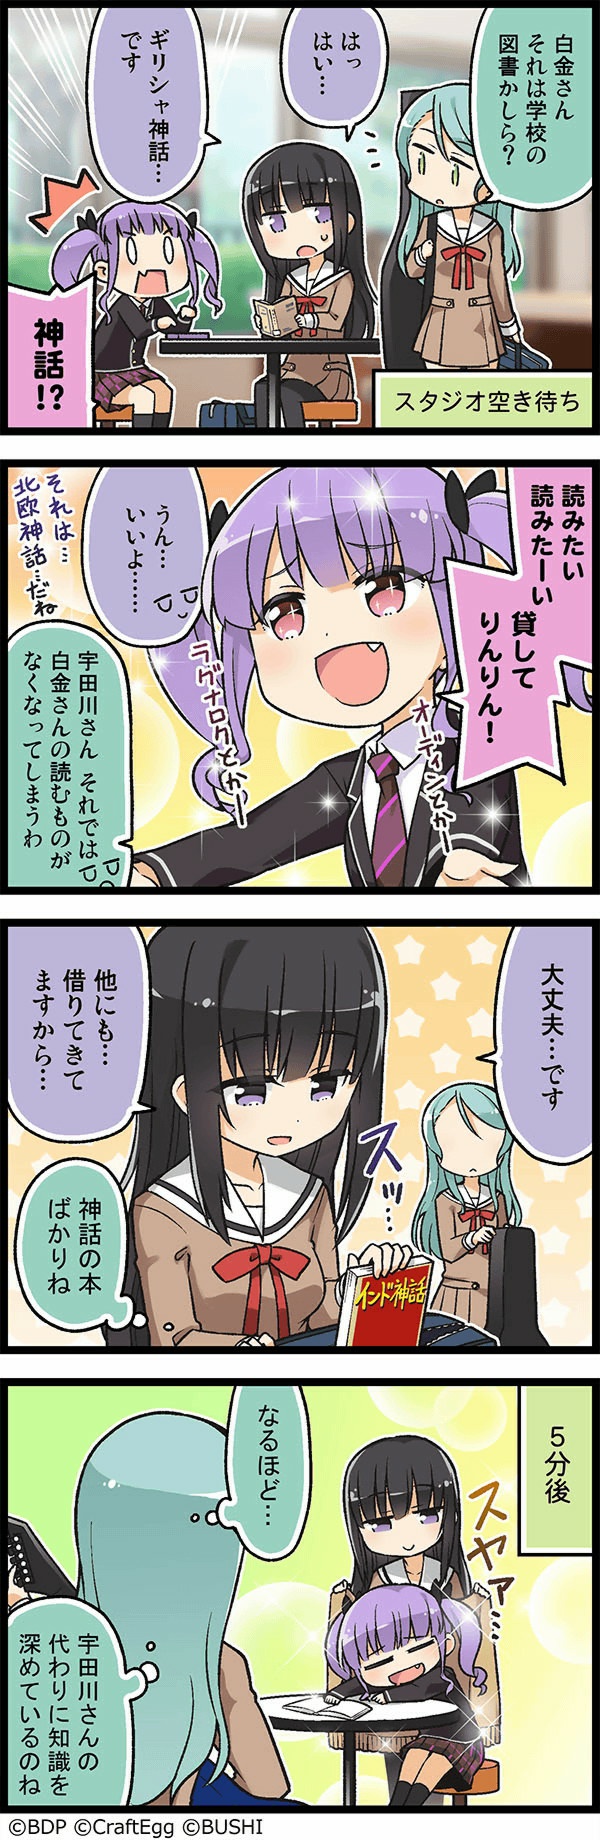 白金さん
それは学校の
図書かしら?
はっ
はい…
ギリシャ神話…
です
神話!?
スタジオ空き待ち
読みたい
読みたーい
貸して
りんりん!
オーディンとかー
ラグナロクとかー
うん…
いいよ……
それは…
北欧神話…だね
宇田川さん それでは
白金さんの読むものが
なくなってしまうわ
大丈夫…です
他にも…
借りてきて
ますから…
スッ…
インド神話
神話の本
ばかりね
5分後
スヤァ…
なるほど…
宇田川さんの
代わりに知識を
深めているのね
©BDP ©CraftEgg ©BUSHI